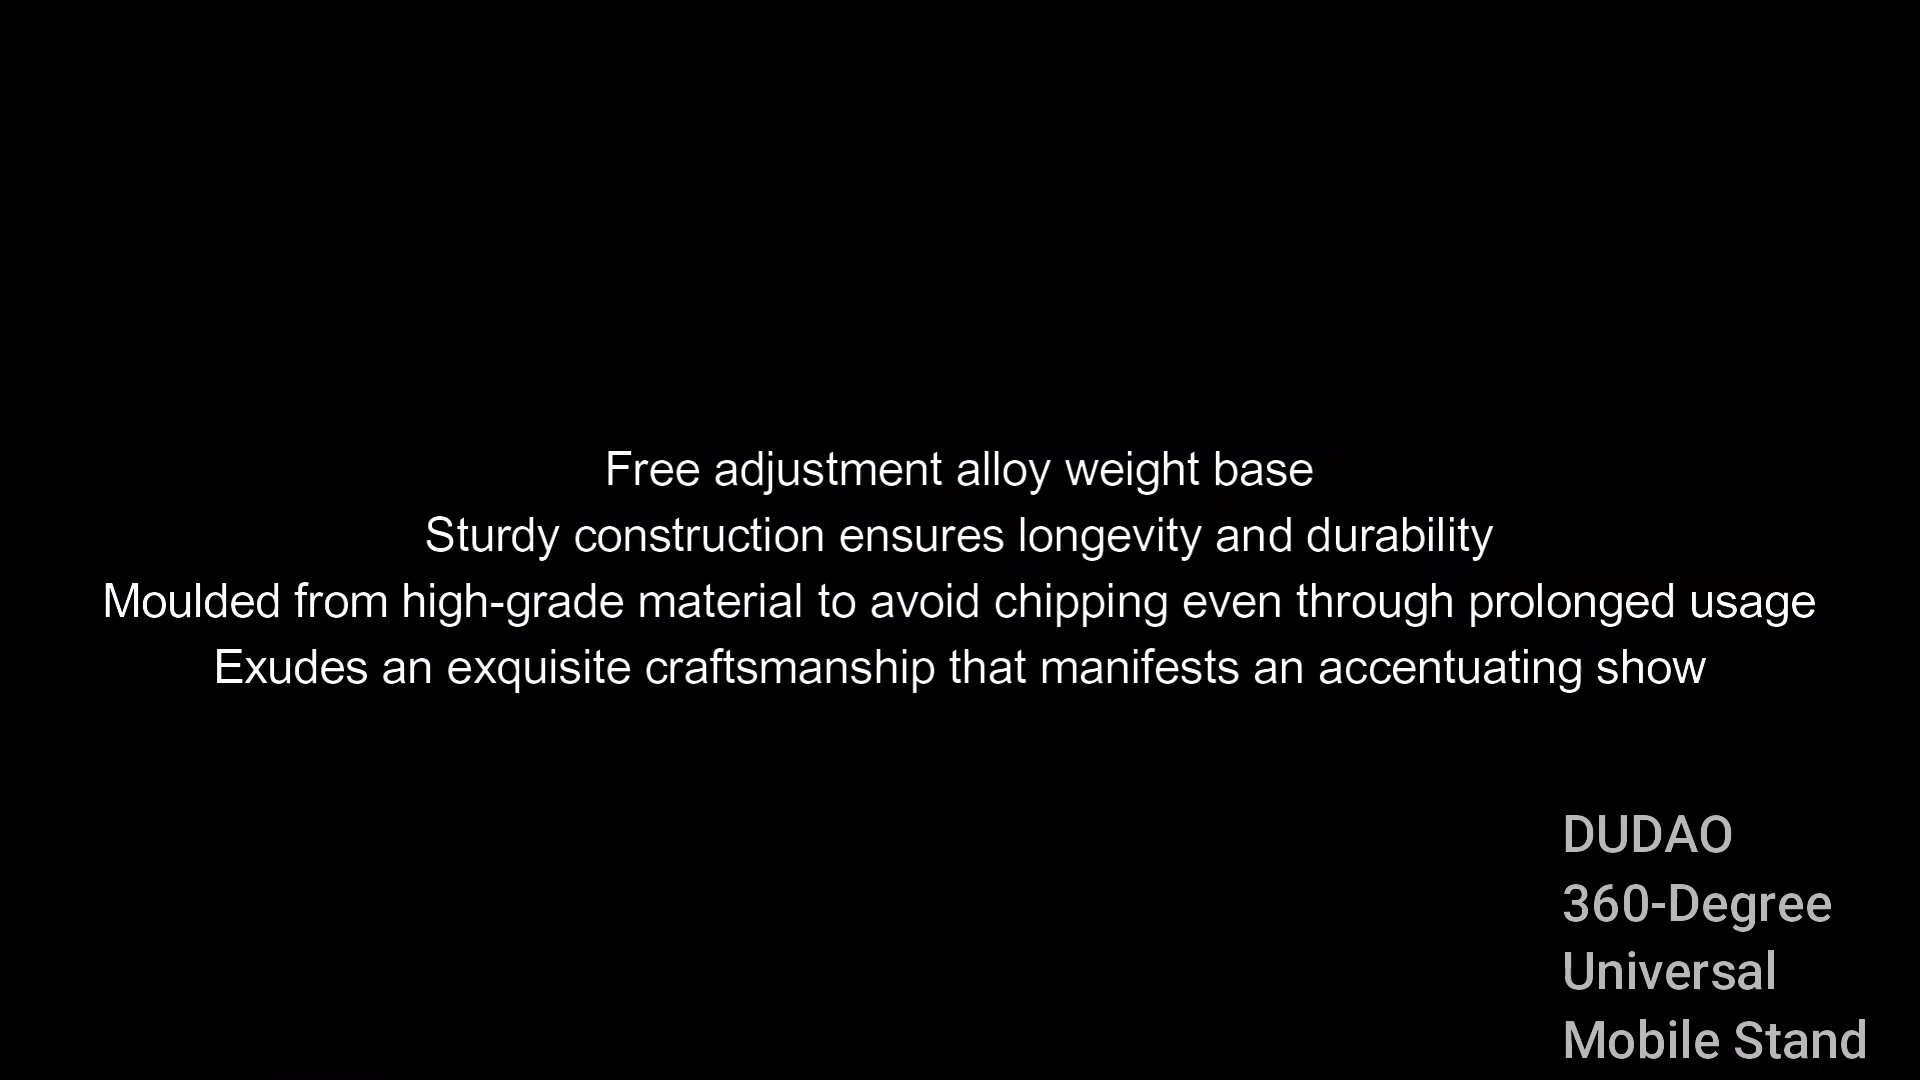 Free adjustment alloy weight base
Sturdy construction ensures longevity and durability
Moulded from high-grade material to avoid chipping even through prolonged usage
Exudes an exquisite craftsmanship that manifests an accentuating show
DUDAO
360-Degree
Universal
Mobile Stand